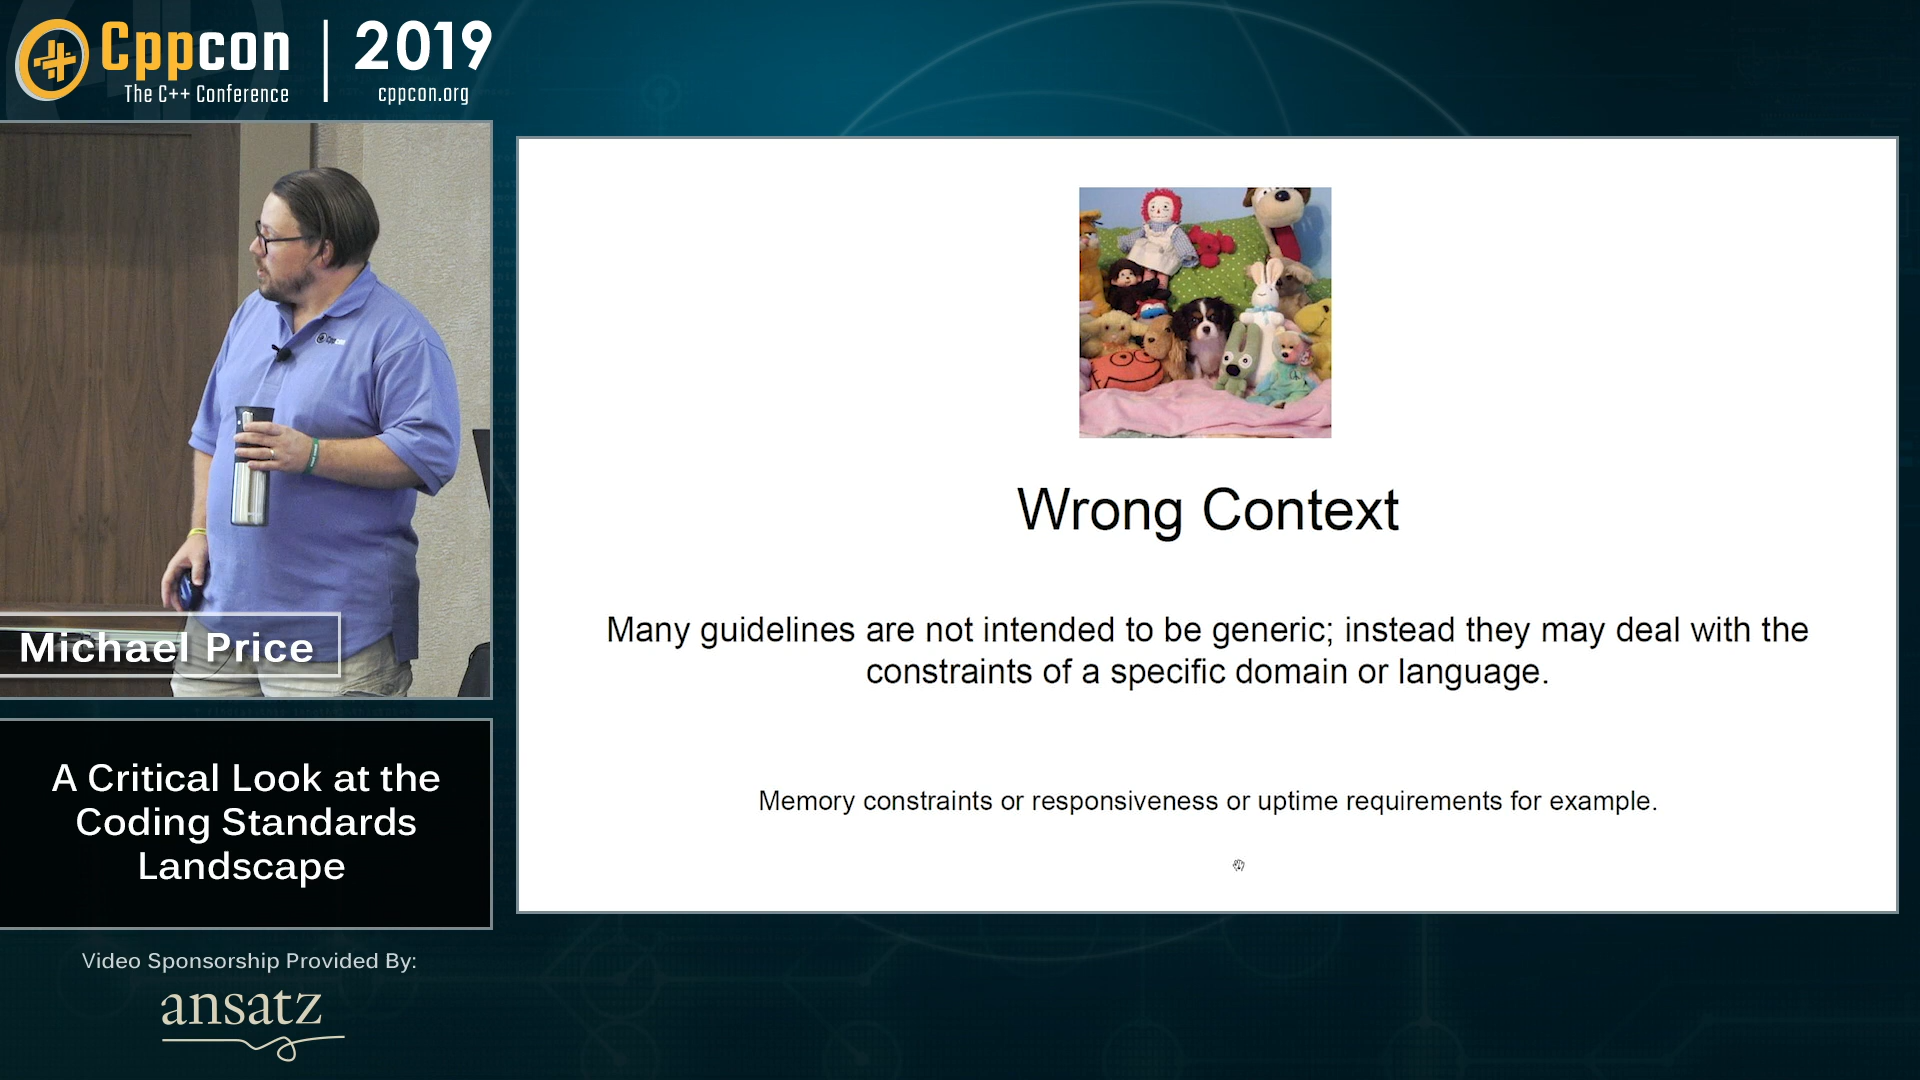 Cppcon
The C++ Conference
2019
cppcon.org
Wrong Context
Many guidelines are not intended to be generic; instead they may deal with the
constraints of a specific domain or language.
Memory constraints or responsiveness or uptime requirements for example.
Michael Price
A Critical Look at the
Coding Standards
Landscape
Video Sponsorship Provided By:
ansatz